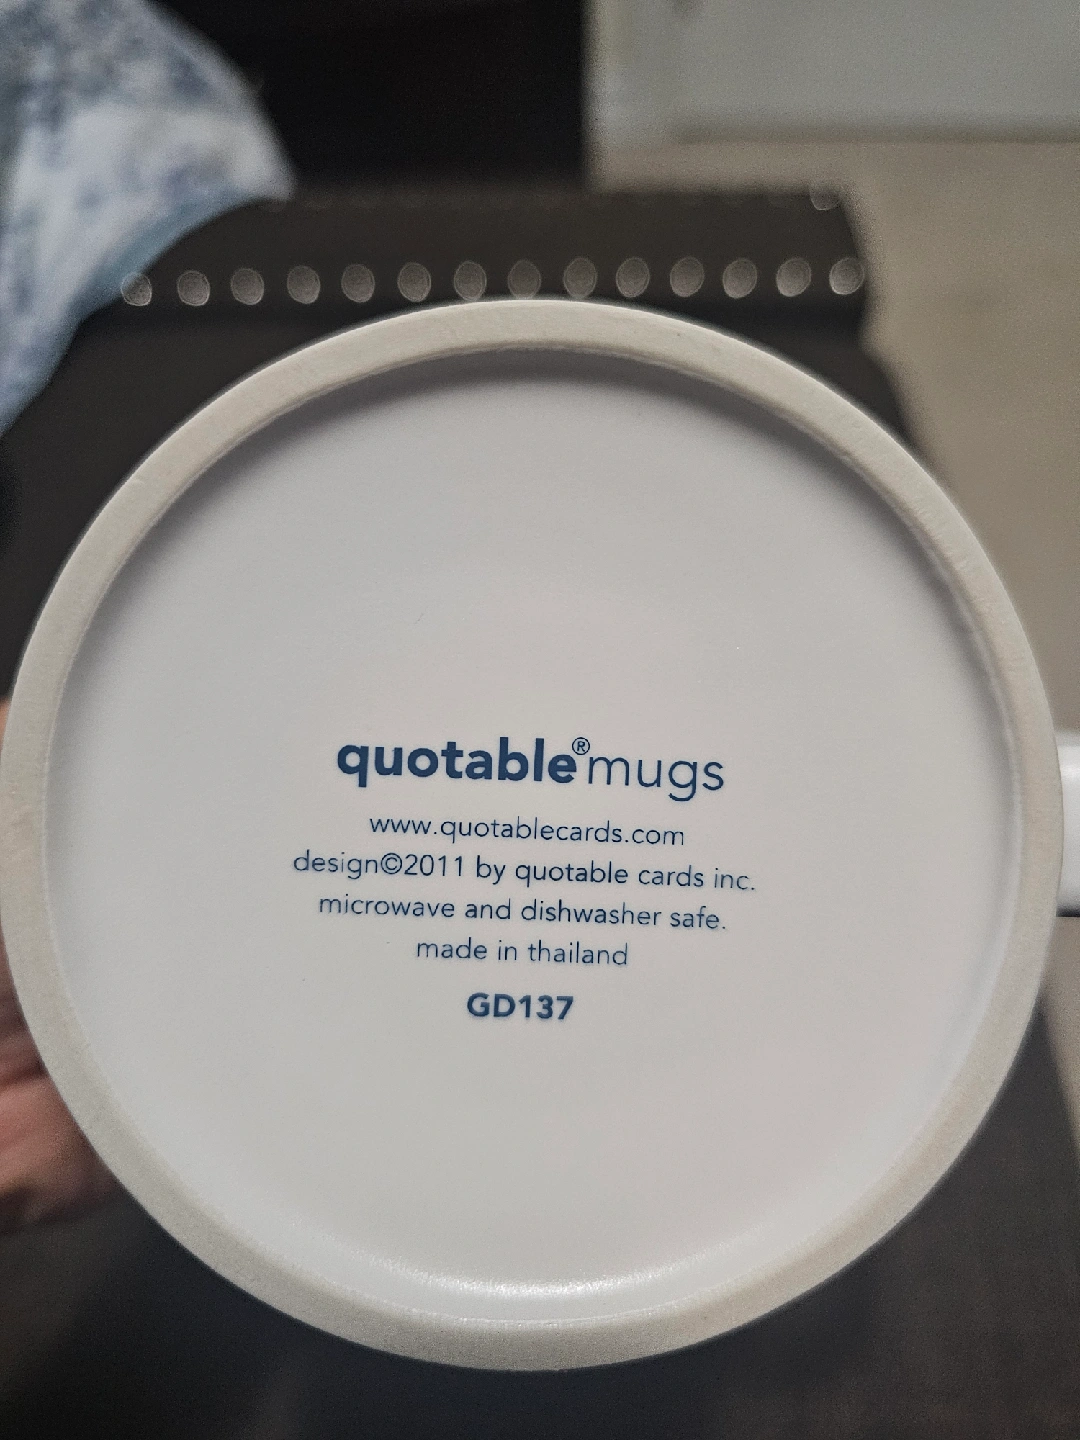 quotable®mugs
www.quotablecards.com
design©2011 by quotable cards inc.
microwave and dishwasher safe.
made in thailand
GD137